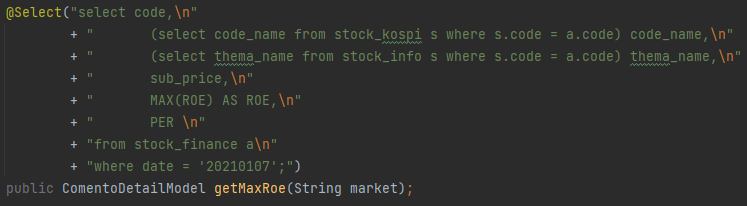 @Select("select code,\n"
        + "       (select code_name from stock_kospi s where s.code = a.code) code_name,\n"
        + "       (select thema_name from stock_info s where s.code = a.code) thema_name,\n"
        + "       sub_price,\n"
        + "       MAX(ROE) AS ROE,\n"
        + "       PER \n"
        + "from stock_finance a\n"
        + "where date = '20210107';")
public ComentoDetailModel getMaxRoe(String market);